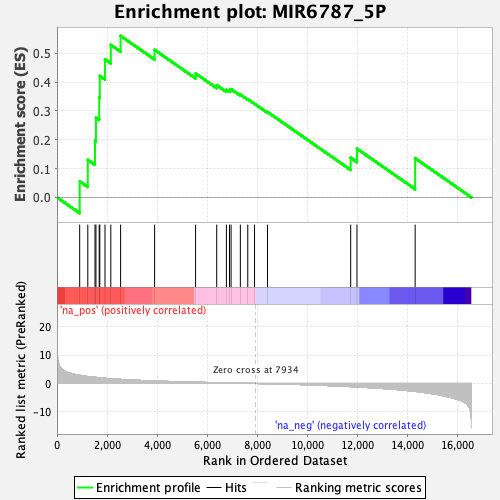 Enrichment plot: MIR6787_5P
Enrichment score (ES)
0.5
0.4
0.3
0.2
0.1
0.0
'na_pos' (positively correlated)
Ranked list metric (PreRanked)
20
10
0
-10
Zero cross at 7934
'na_neg' (negatively correlated)
0 2,000 4,000 6,000 8,000 10,000 12,000 14,000 16,000
Rank in Ordered Dataset
Enrichment profile Hits Ranking metric scores